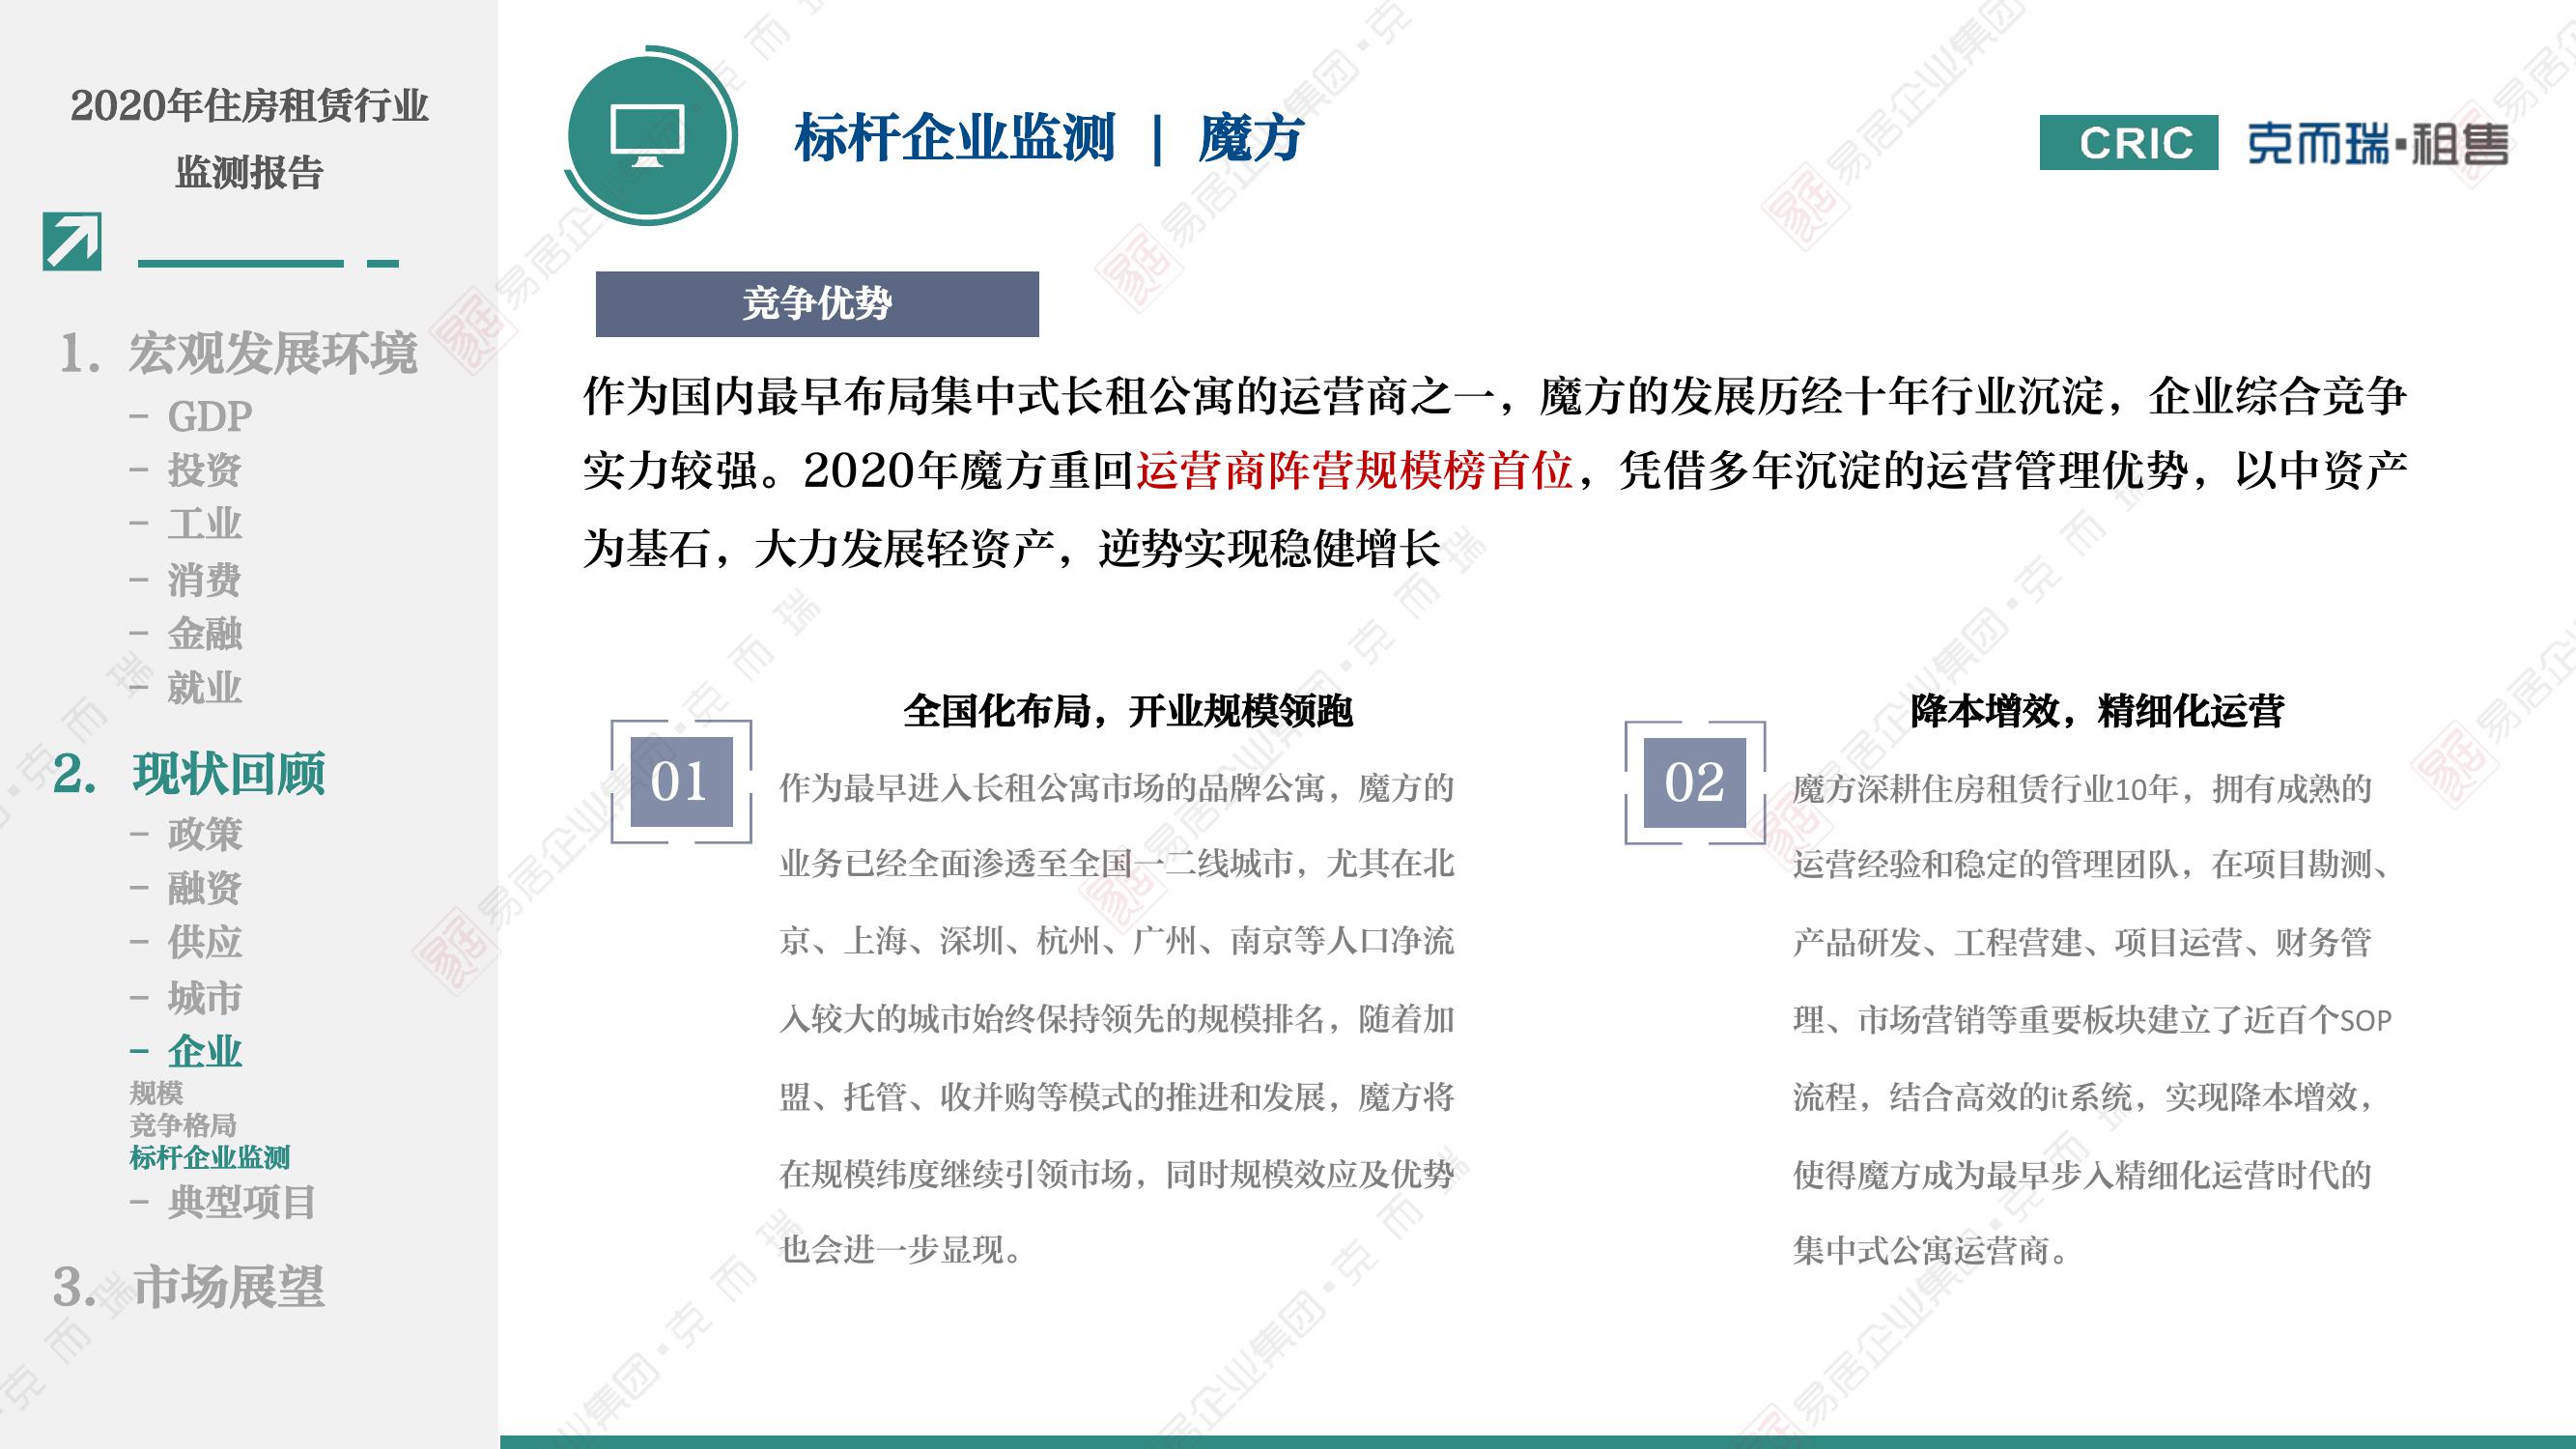 2020年住房租赁行业
监测报告
1. 宏观发展环境
- GDP
- 投资
- 工业
- 消费
- 金融
- 就业
2. 现状回顾
- 政策
- 融资
- 供应
- 城市
- 企业
规模
竞争格局
标杆企业监测
- 典型项目
3. 市场展望
标杆企业监测 | 魔方
CRIC 克而瑞·租售
竞争优势
作为国内最早布局集中式长租公寓的运营商之一，魔方的发展历经十年行业沉淀，企业综合竞争
实力较强。2020年魔方重回运营商阵营规模榜首位，凭借多年沉淀的运营管理优势，以中资产
为基石，大力发展轻资产，逆势实现稳健增长
01
全国化布局，开业规模领跑
作为最早进入长租公寓市场的品牌公寓，魔方的
业务已经全面渗透至全国一二线城市，尤其在北
京、上海、深圳、杭州、广州、南京等人口净流
入较大的城市始终保持领先的规模排名，随着加
盟、托管、收并购等模式的推进和发展，魔方将
在规模纬度继续引领市场，同时规模效应及优势
也会进一步显现。
02
降本增效，精细化运营
魔方深耕住房租赁行业10年，拥有成熟的
运营经验和稳定的管理团队，在项目勘测、
产品研发、工程营建、项目运营、财务管
理、市场营销等重要板块建立了近百个SOP
流程，结合高效的it系统，实现降本增效，
使得魔方成为最早步入精细化运营时代的
集中式公寓运营商。
易居企业集团·克而瑞